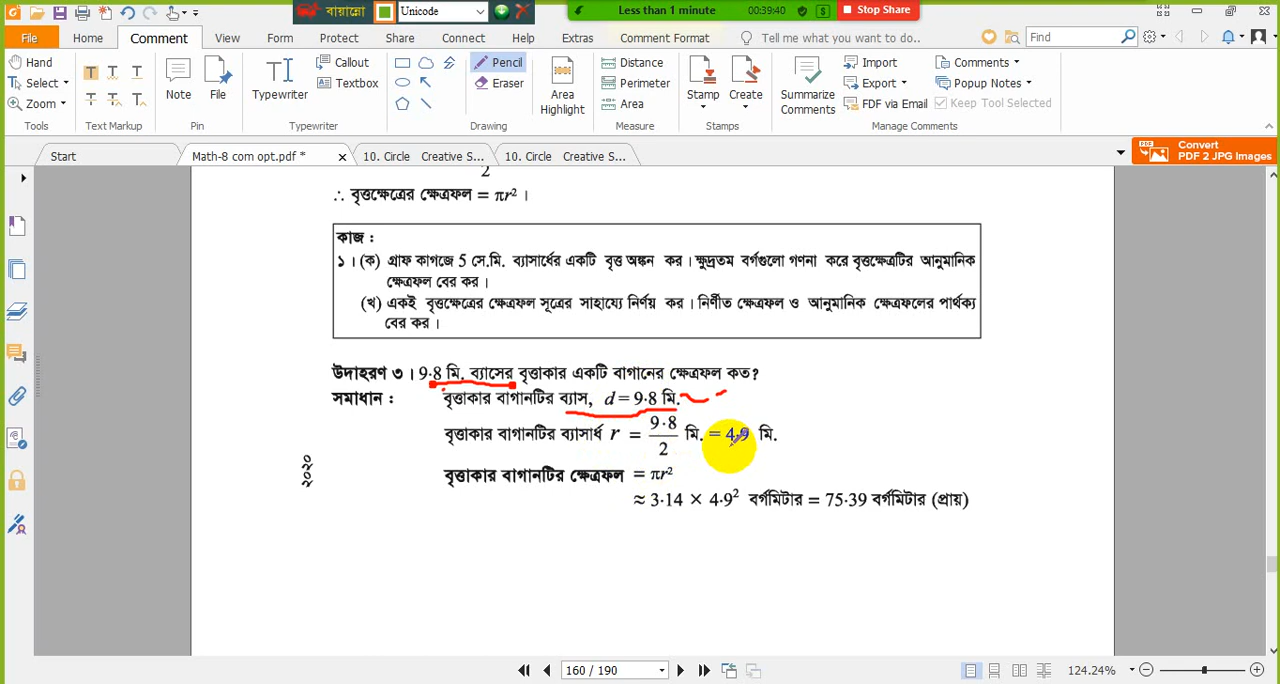 বায়ান্নো Unicode Less than 1 minute 00:39:40 $ Stop Share
File Home Comment View Form Protect Share Connect Help Extras Comment Format Tell me what you want to do.. Find
Hand Callout Pencil Distance Import Comments
Select Textbox Eraser Perimeter Export Popup Notes
Zoom Note File Typewriter Area Highlight Area Stamp Create Summarize Comments FDF via Email Keep Tool Selected
Tools Text Markup Pin Typewriter Drawing Measure Stamps Manage Comments
Start Math-8 com opt.pdf * 10. Circle Creative S... 10. Circle Creative S... Convert PDF 2 JPG Images
2
∴ বৃত্তক্ষেত্রের ক্ষেত্রফল = πr² ।
কাজ :
১। (ক) গ্রাফ কাগজে 5 সে.মি. ব্যাসার্ধের একটি বৃত্ত অঙ্কন কর । ক্ষুদ্রতম বর্গগুলো গণনা করে বৃত্তক্ষেত্রটির আনুমানিক
ক্ষেত্রফল বের কর ।
(খ) একই বৃত্তক্ষেত্রের ক্ষেত্রফল সূত্রের সাহায্যে নির্ণয় কর । নির্ণীত ক্ষেত্রফল ও আনুমানিক ক্ষেত্রফলের পার্থক্য
বের কর ।
উদাহরণ ৩ । 9·8 মি. ব্যাসের বৃত্তাকার একটি বাগানের ক্ষেত্রফল কত?
সমাধান : বৃত্তাকার বাগানটির ব্যাস, d = 9·8 মি.
বৃত্তাকার বাগানটির ব্যাসার্ধ r = 9·8/2 মি. = 4·9 মি.
বৃত্তাকার বাগানটির ক্ষেত্রফল = πr²
≈ 3·14 × 4·9² বর্গমিটার = 75·39 বর্গমিটার (প্রায়)
২০২০
160 / 190 124.24%